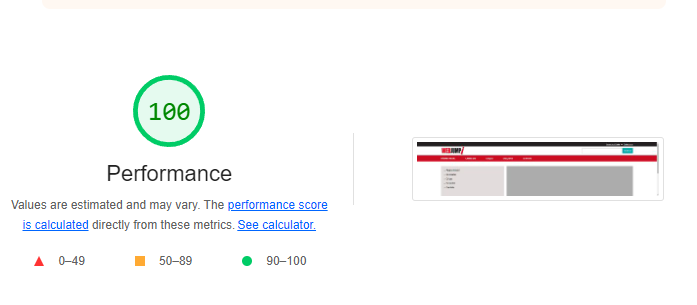 100
Performance
Values are estimated and may vary. The performance score
is calculated directly from these metrics. See calculator.
0–49
50–89
90–100
WEBJUMP!